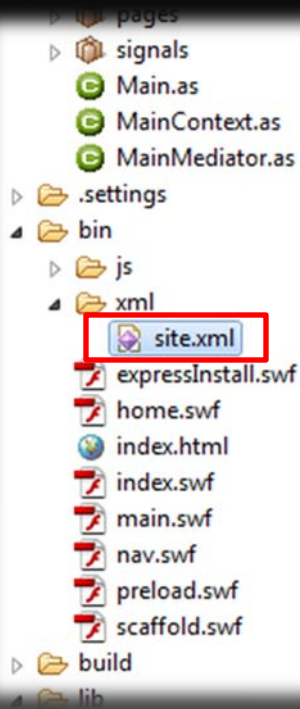 pages
signals
Main.as
MainContext.as
MainMediator.as
.settings
bin
js
xml
site.xml
expressInstall.swf
home.swf
index.html
index.swf
main.swf
nav.swf
preload.swf
scaffold.swf
build
lib